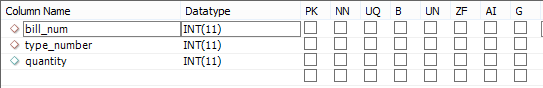 Column Name Datatype PK NN UQ B UN ZF AI G
bill_num INT(11)
type_number INT(11)
quantity INT(11)